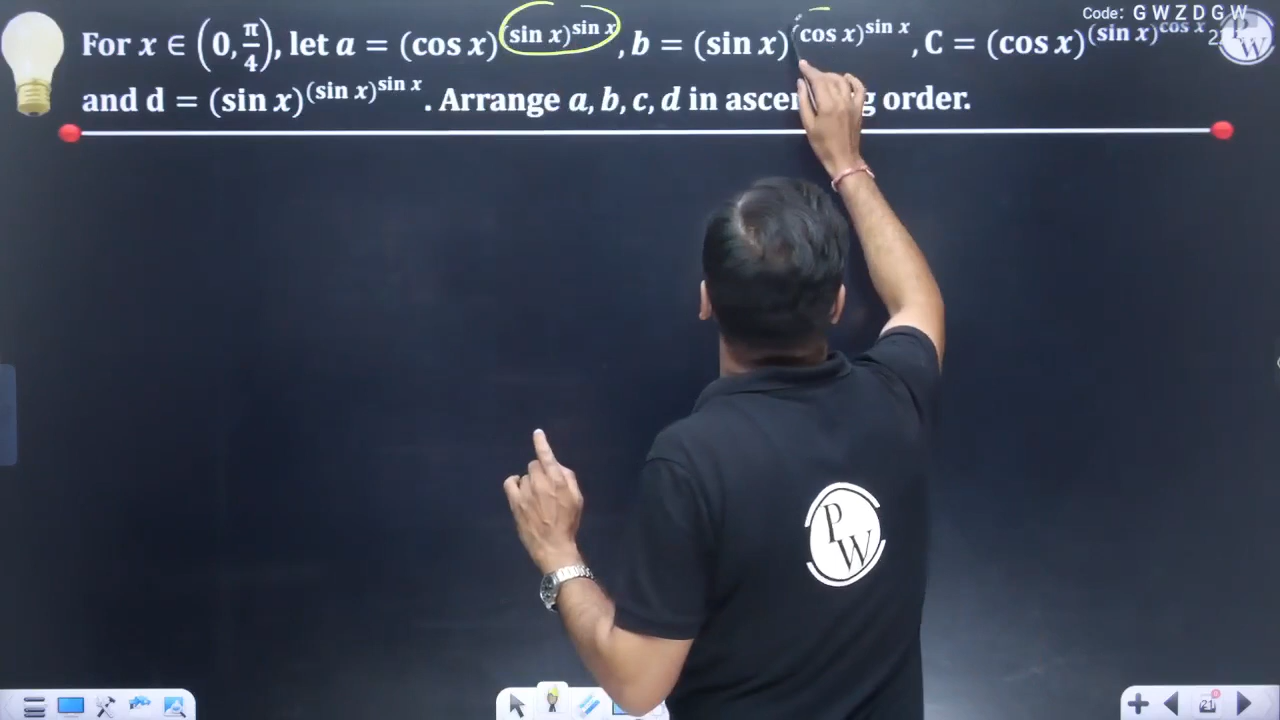 Code: G W Z D G W
For x ∈ (0, π/4), let a = (cos x)^(sin x)^sin x, b = (sin x)^(cos x)^sin x, C = (cos x)^(sin x)^cos x
and d = (sin x)^(sin x)^sin x. Arrange a, b, c, d in order.
P
W
21